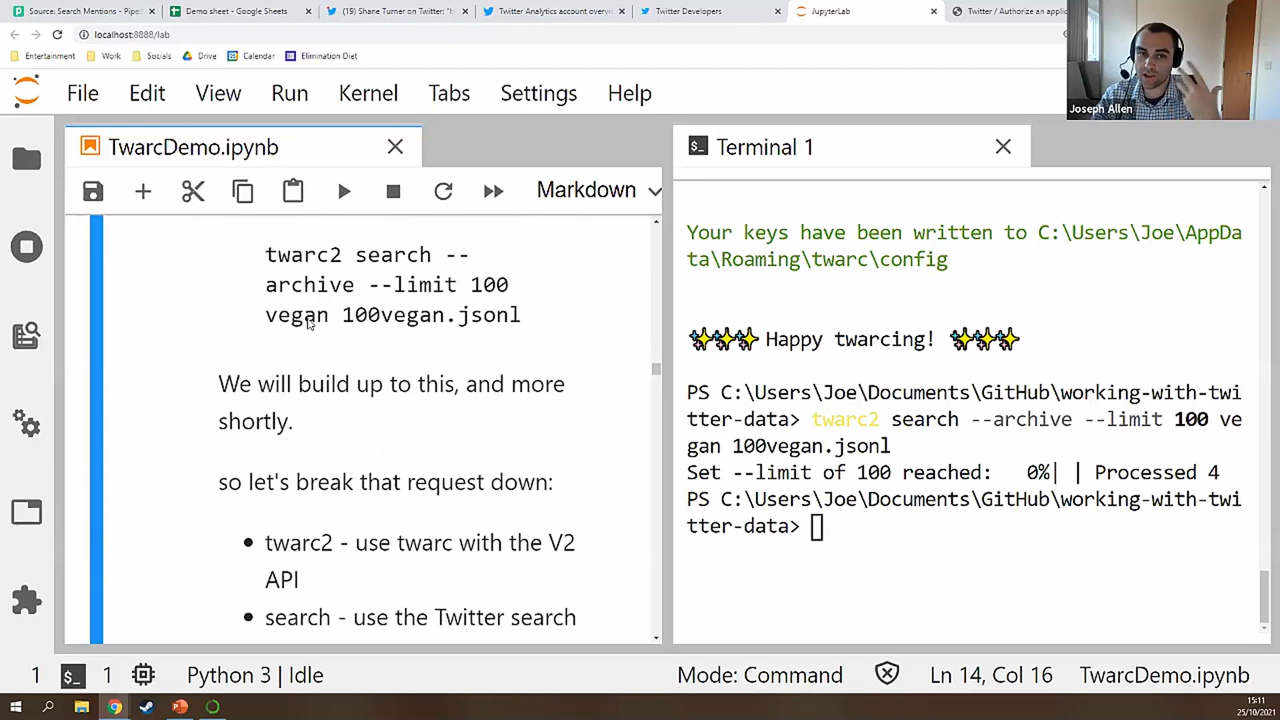 Source: Search Mentions - Pipe
Demo sheet - Google Sheets
(19) Shane Turner on Twitter: "H
Twitter Analytics account overv
Twitter Developers
JupyterLab
Twitter / Authorize an applic
localhost:8888/lab
Entertainment
Work
Socials
Drive
Calendar
Elimination Diet
Joseph Allen
File Edit View Run Kernel Tabs Settings Help
TwarcDemo.ipynb
Markdown
twarc2 search --
archive --limit 100
vegan 100vegan.jsonl
We will build up to this, and more
shortly.
so let's break that request down:
• twarc2 - use twarc with the V2
API
• search - use the Twitter search
Terminal 1
Your keys have been written to C:\Users\Joe\AppDa
ta\Roaming\twarc\config
✨✨✨ Happy twarcing! ✨✨✨
PS C:\Users\Joe\Documents\GitHub\working-with-twi
tter-data> twarc2 search --archive --limit 100 ve
gan 100vegan.jsonl
Set --limit of 100 reached: 0%| | Processed 4
PS C:\Users\Joe\Documents\GitHub\working-with-twi
tter-data>
1 $_ 1 Python 3 | Idle
Mode: Command Ln 14, Col 16 TwarcDemo.ipynb
15:11
25/10/2021